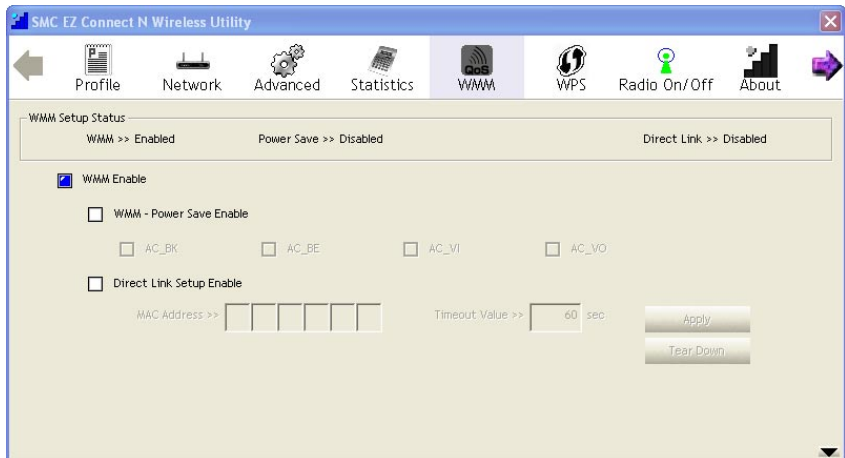 SMC EZ Connect N Wireless Utility
QoS
Profile Network Advanced Statistics WMM WPS Radio On/Off About
WMM Setup Status
WMM >> Enabled Power Save >> Disabled Direct Link >> Disabled
WMM Enable
WMM - Power Save Enable
AC_BK AC_BE AC_VI AC_VO
Direct Link Setup Enable
MAC Address >> Timeout Value >> 60 sec Apply
Tear Down